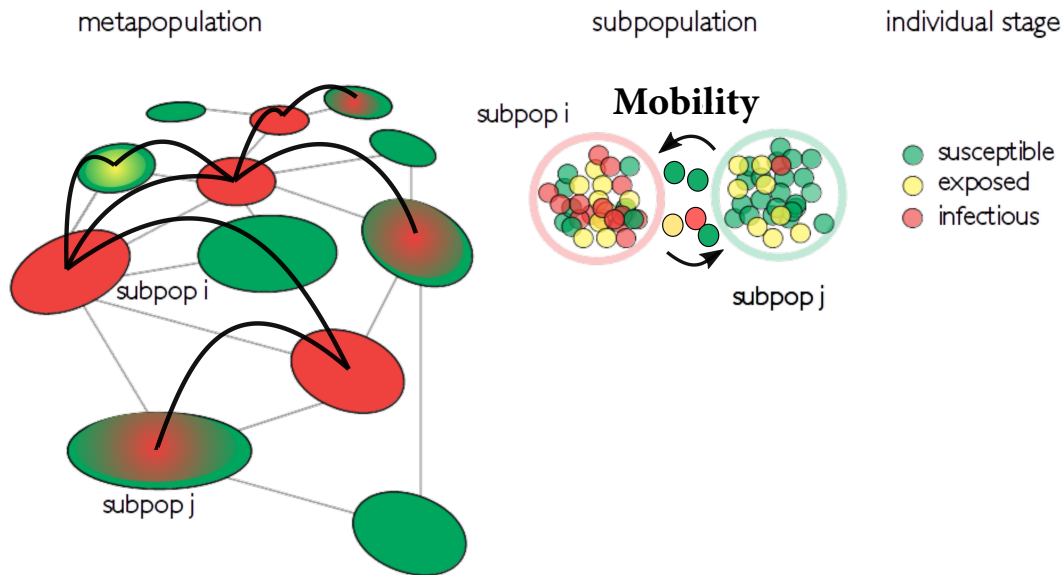 metapopulation
subpopulation
individual stage
subpop i
Mobility
susceptible
exposed
infectious
subpop i
subpop j
subpop j